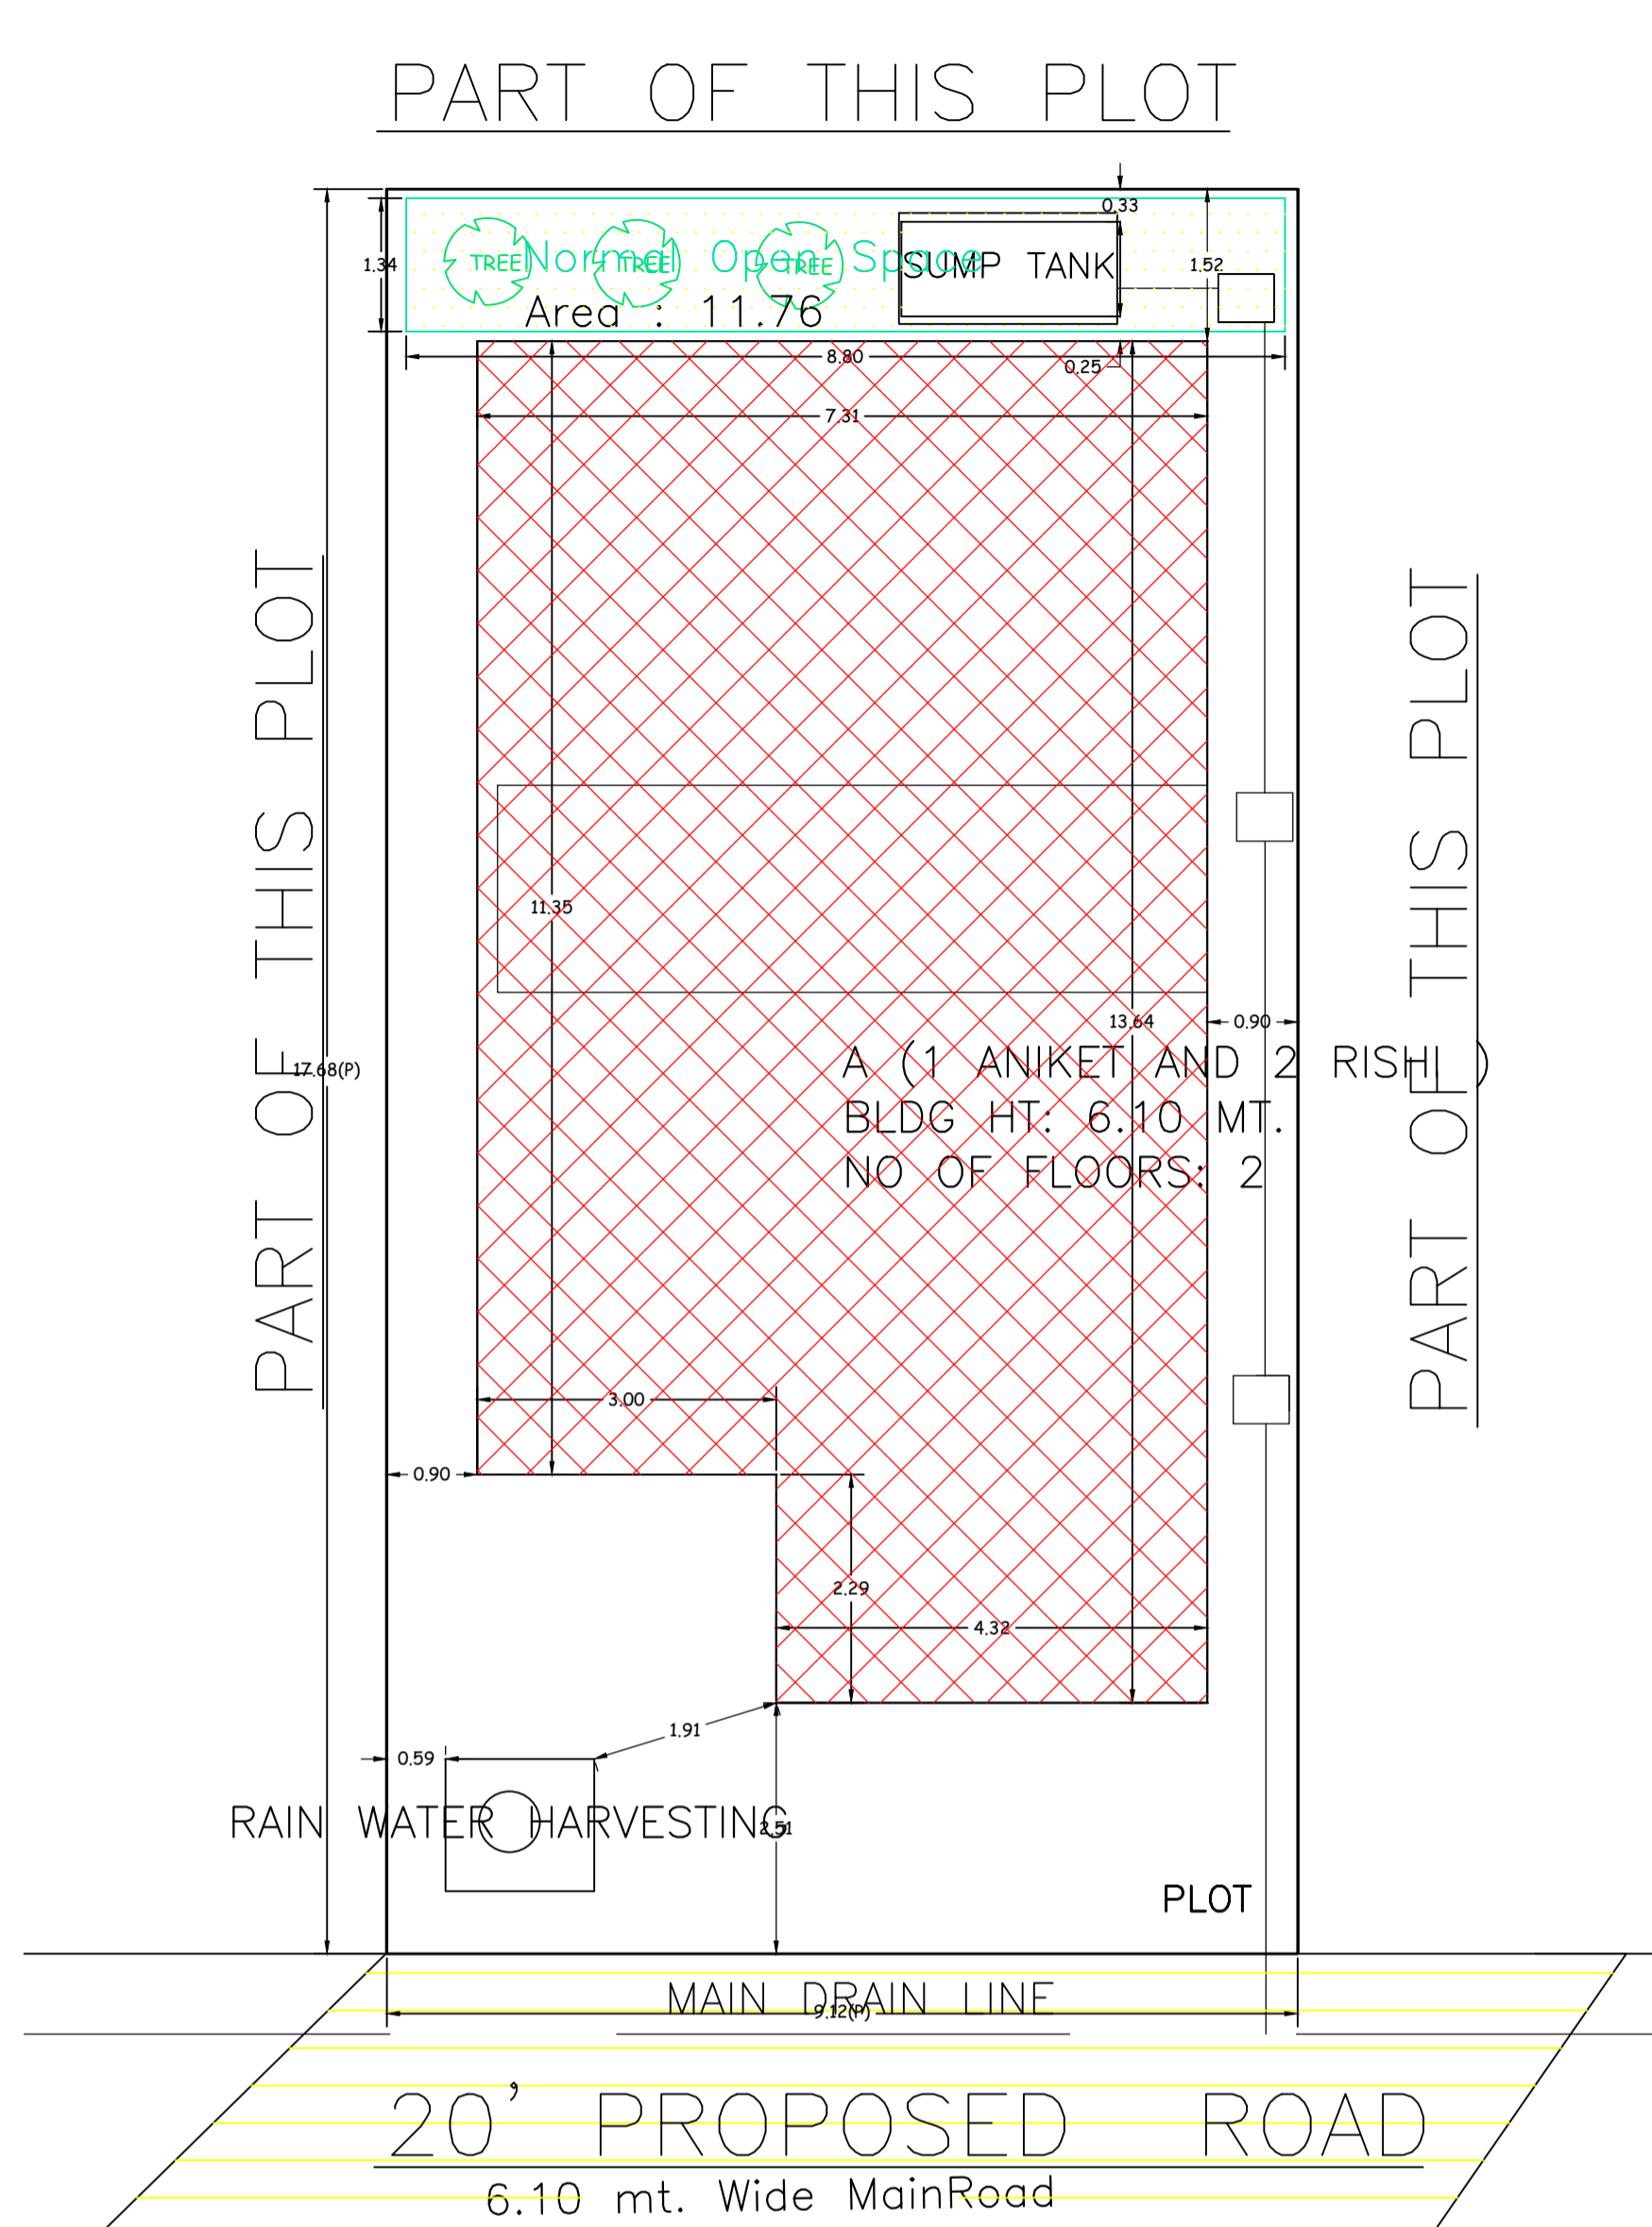 PART OF THIS PLOT
0.33
1.34
TREE
TREE
TREE
Normal Open Space
SUMP TANK
1.52
Area : 11.76
8.80
0.25
7.31
PART OF THIS PLOT
PART OF THIS PLOT
11.35
13.64
0.90
17.68(P)
A (1 ANIKET AND 2 RISHI )
BLDG HT: 6.10 MT.
NO OF FLOORS: 2
3.00
0.90
2.29
4.32
1.91
0.59
RAIN WATER HARVESTING
2.51
PLOT
MAIN DRAIN LINE
9.12(P)
20' PROPOSED ROAD
6.10 mt. Wide MainRoad